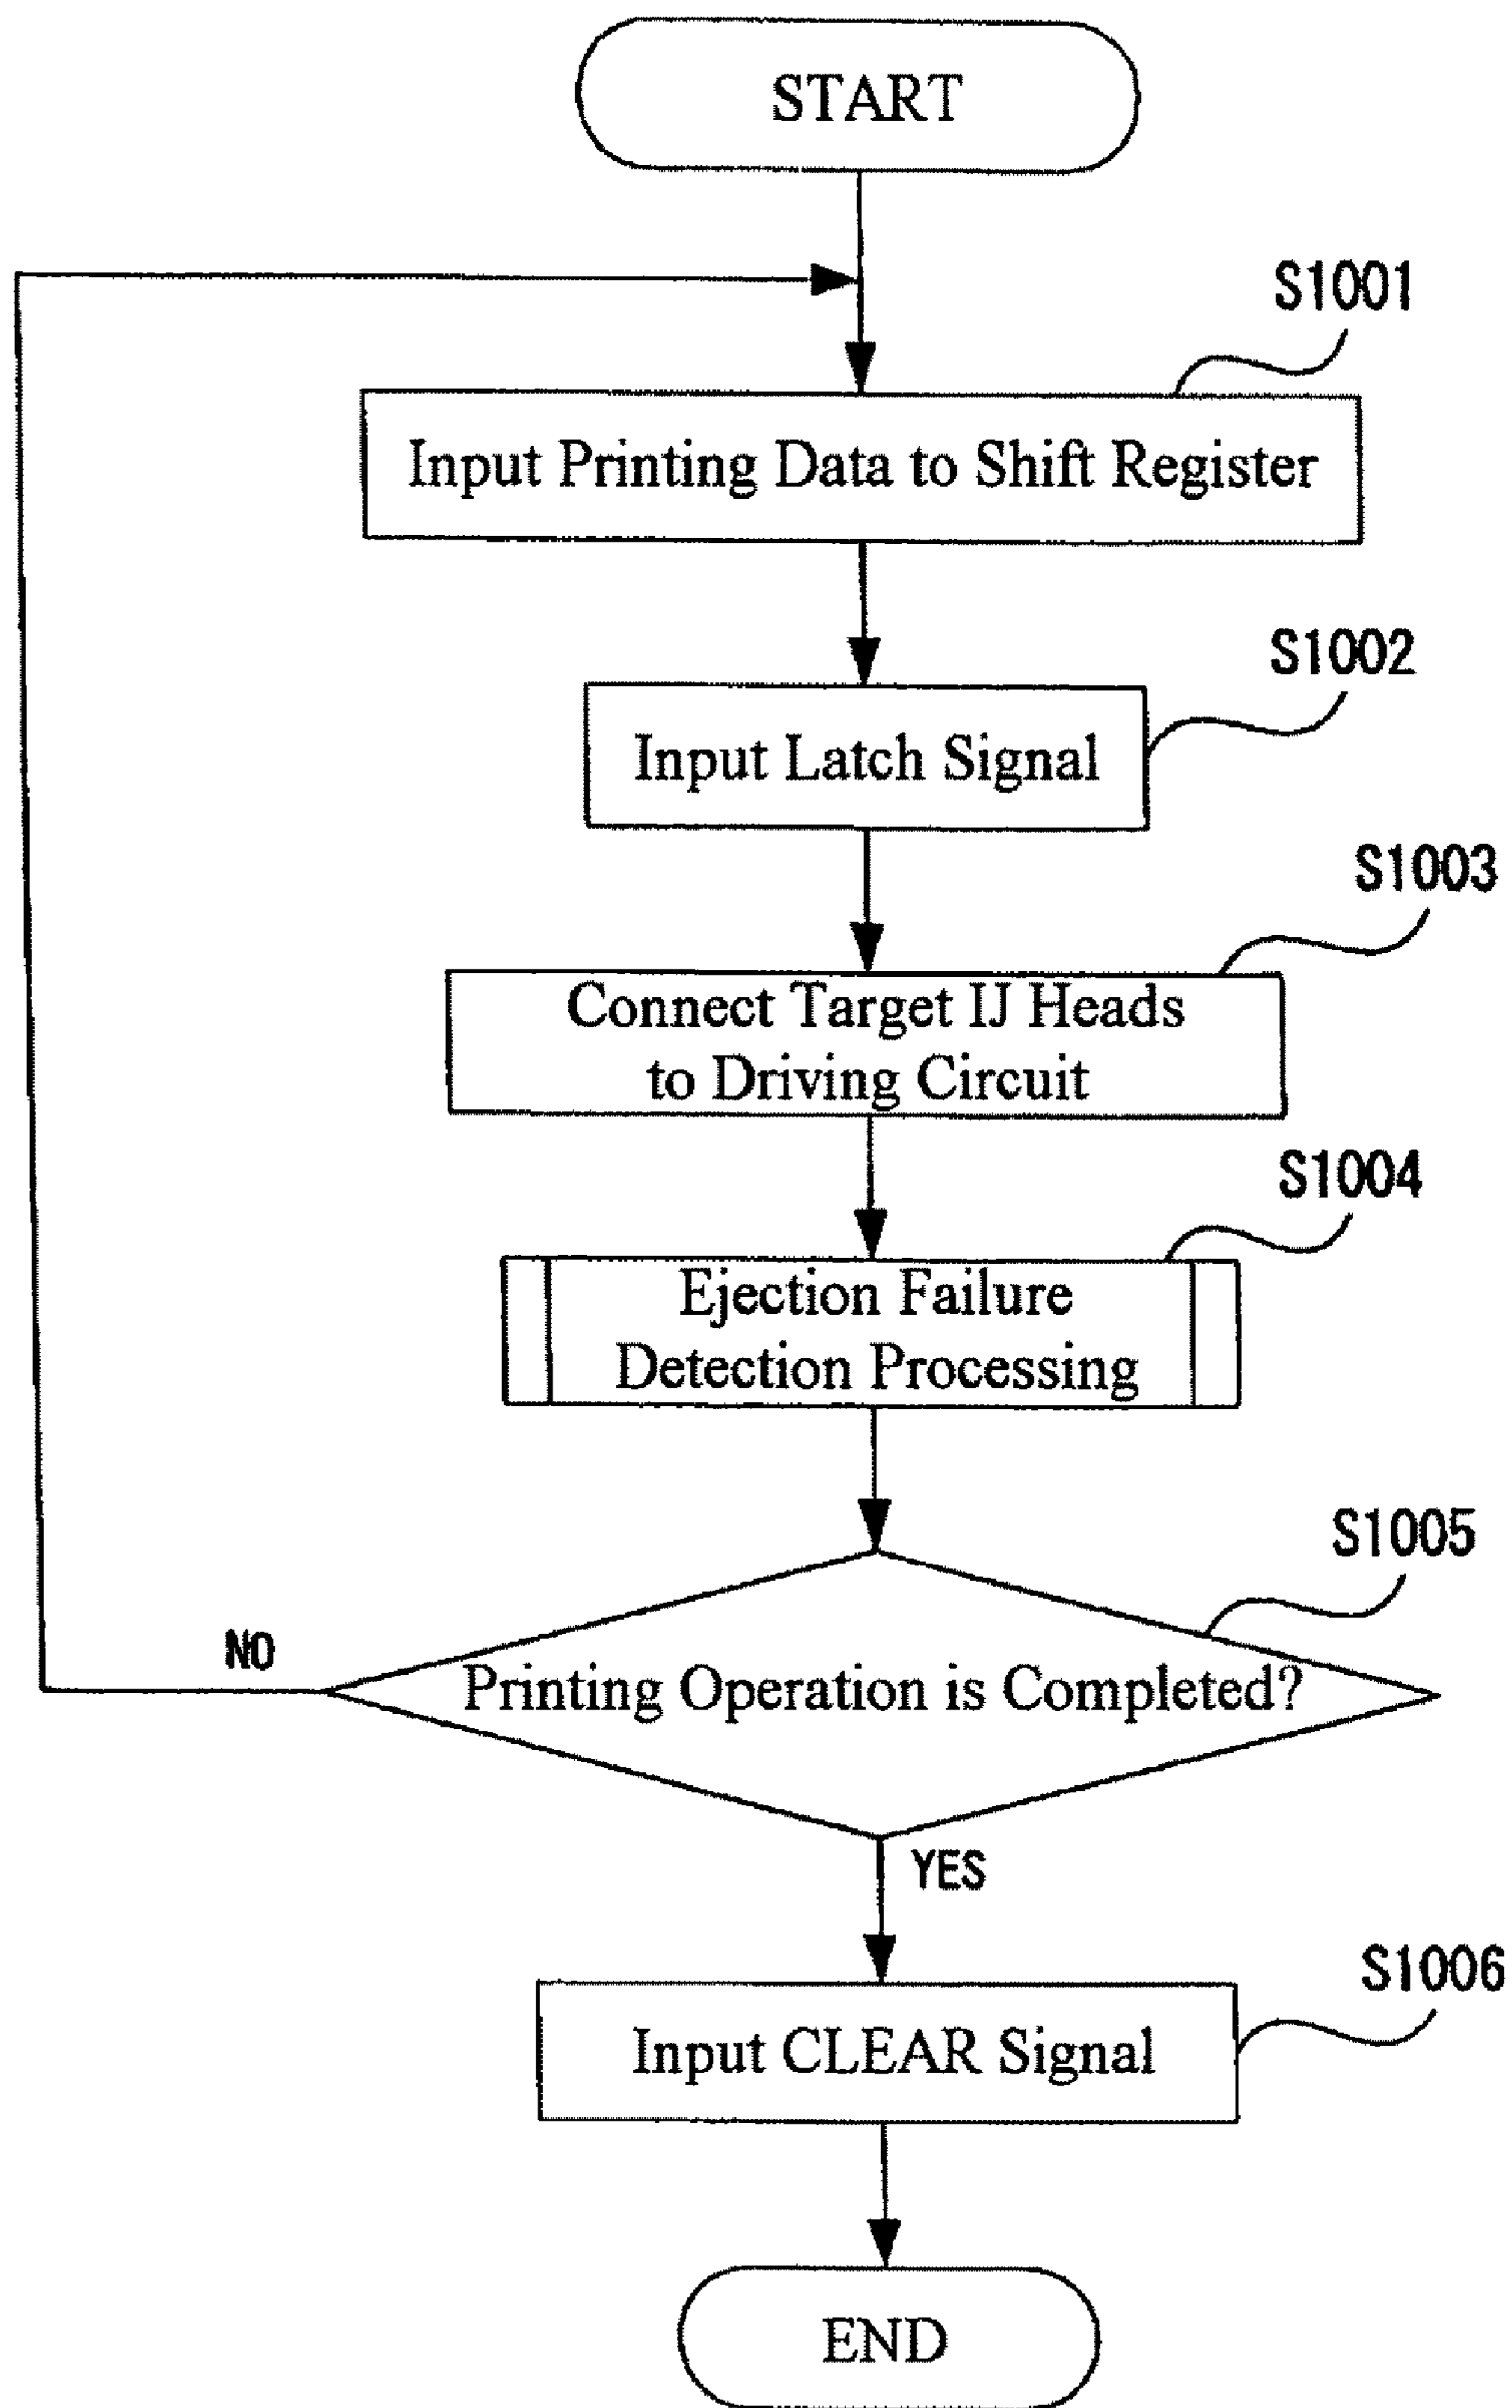 START
S1001
Input Printing Data to Shift Register
S1002
Input Latch Signal
S1003
Connect Target IJ Heads
to Driving Circuit
S1004
Ejection Failure
Detection Processing
S1005
NO
Printing Operation is Completed?
YES
S1006
Input CLEAR Signal
END